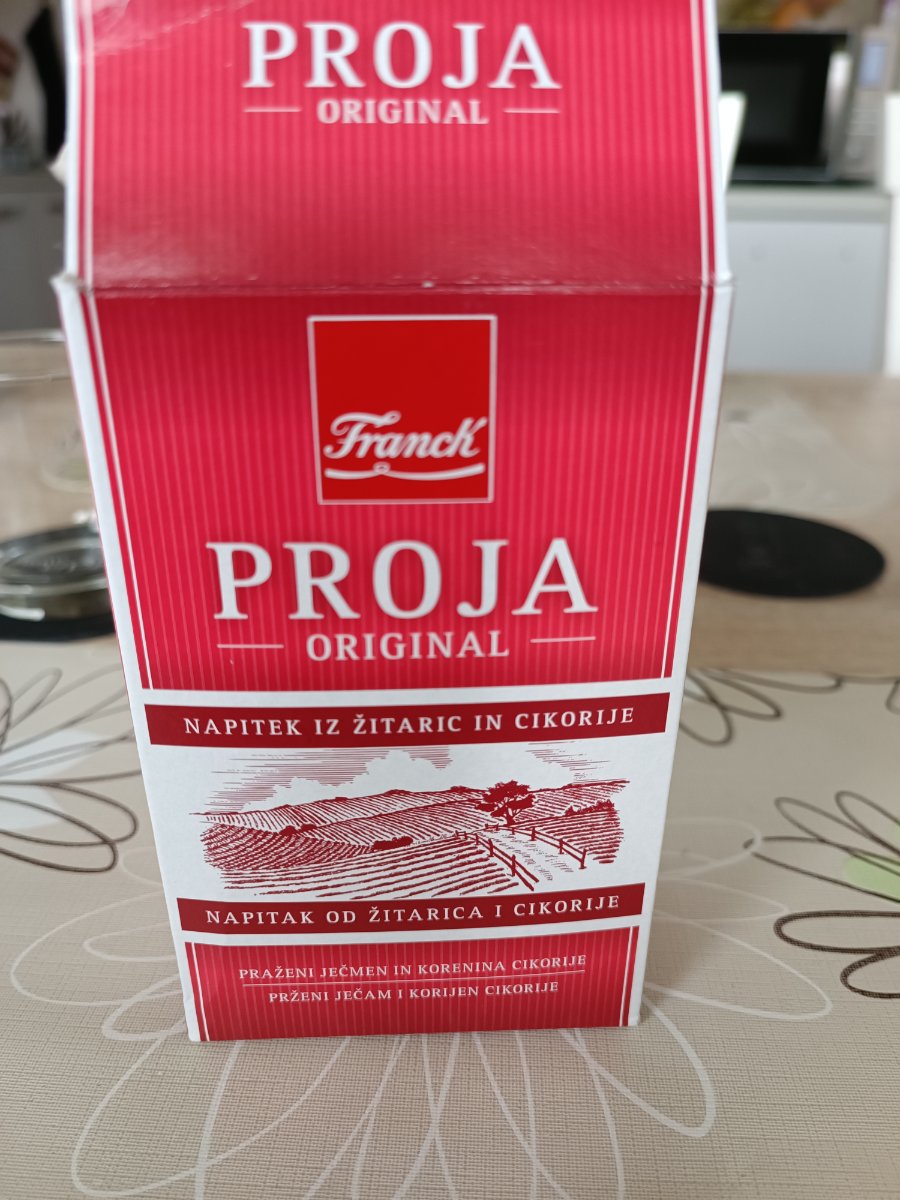 PROJA
ORIGINAL
Franck
PROJA
ORIGINAL
NAPITEK IZ ŽITARIC IN CIKORIJE
NAPITAK OD ŽITARICA I CIKORIJE
PRAŽENI JEČMEN IN KORENINA CIKORIJE
PRŽENI JEČAM I KORIJEN CIKORIJE